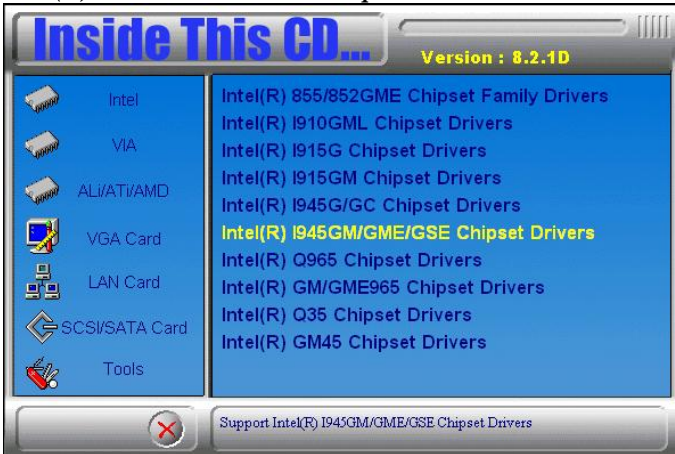 Inside This CD...
Version : 8.2.1D
Intel
VIA
ALi/ATi/AMD
VGA Card
LAN Card
SCSI/SATA Card
Tools
Intel(R) 855/852GME Chipset Family Drivers
Intel(R) I910GML Chipset Drivers
Intel(R) I915G Chipset Drivers
Intel(R) I915GM Chipset Drivers
Intel(R) I945G/GC Chipset Drivers
Intel(R) I945GM/GME/GSE Chipset Drivers
Intel(R) Q965 Chipset Drivers
Intel(R) GM/GME965 Chipset Drivers
Intel(R) Q35 Chipset Drivers
Intel(R) GM45 Chipset Drivers
Support Intel(R) I945GM/GME/GSE Chipset Drivers